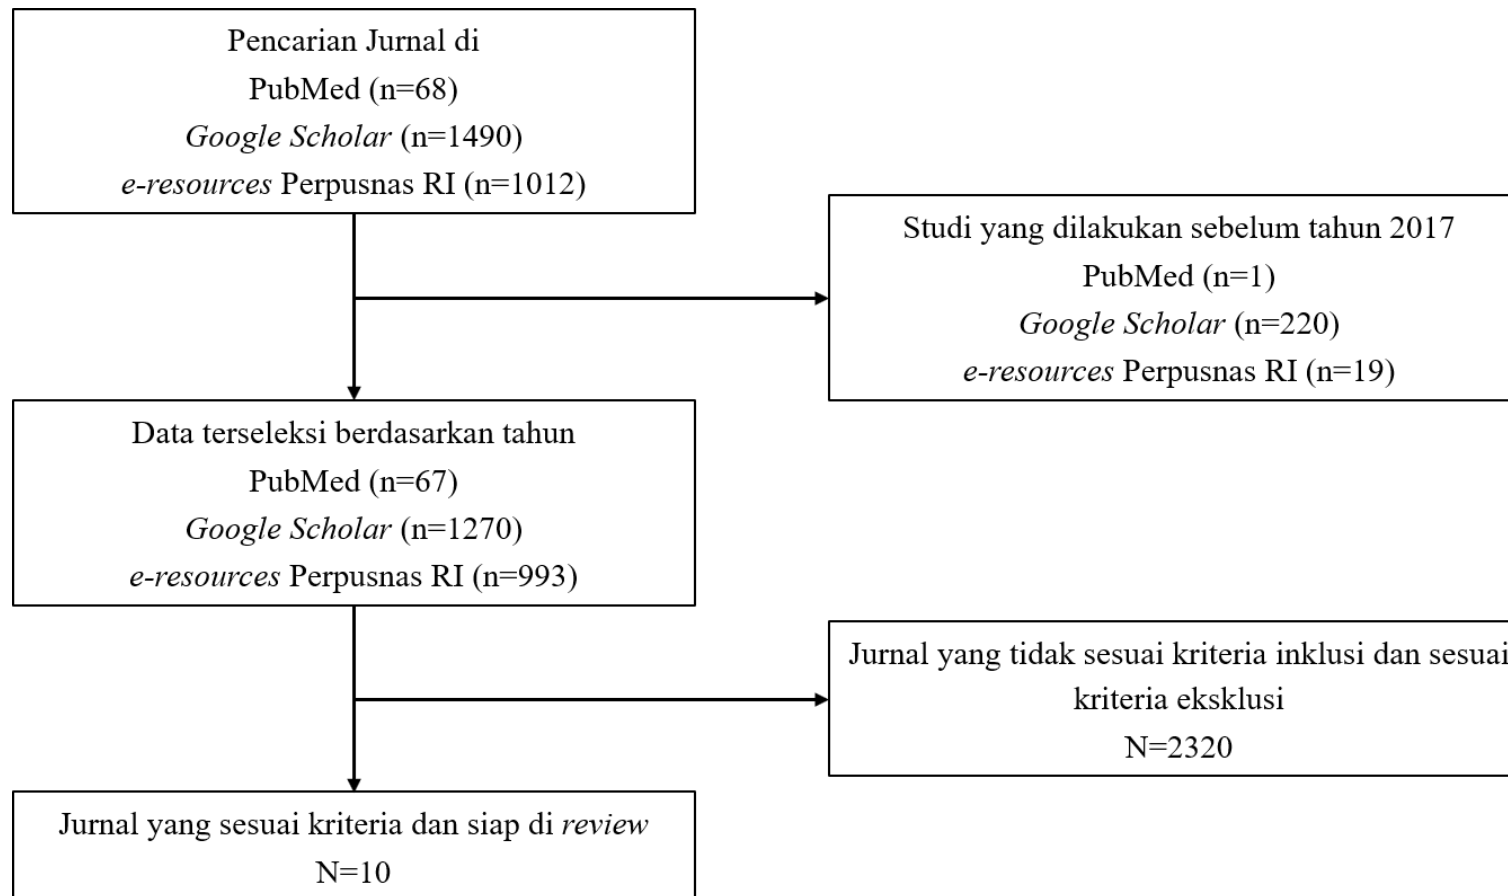 Pencarian Jurnal di
PubMed (n=68)
Google Scholar (n=1490)
e-resources Perpusnas RI (n=1012)
Studi yang dilakukan sebelum tahun 2017
PubMed (n=1)
Google Scholar (n=220)
e-resources Perpusnas RI (n=19)
Data terseleksi berdasarkan tahun
PubMed (n=67)
Google Scholar (n=1270)
e-resources Perpusnas RI (n=993)
Jurnal yang tidak sesuai kriteria inklusi dan sesuai
kriteria eksklusi
N=2320
Jurnal yang sesuai kriteria dan siap di review
N=10